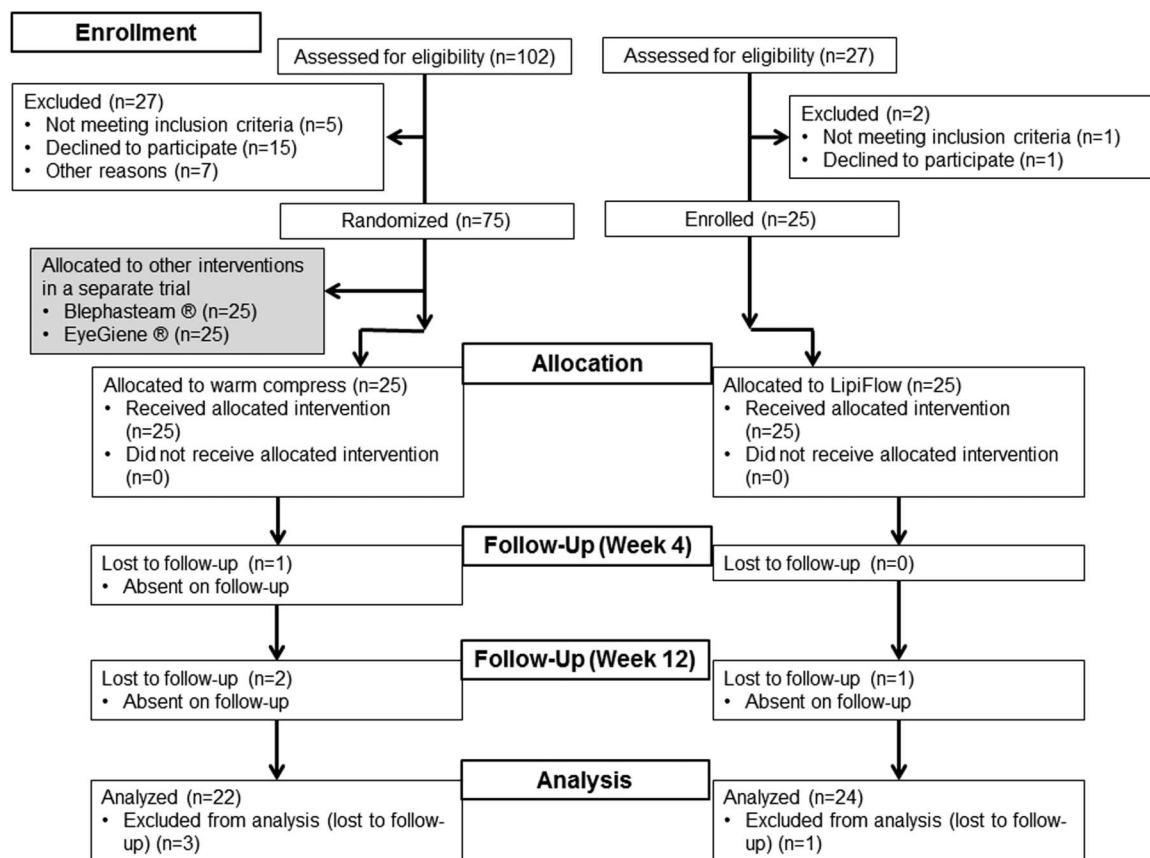 Enrollment
Assessed for eligibility (n=102)
Assessed for eligibility (n=27)
Excluded (n=27)
• Not meeting inclusion criteria (n=5)
• Declined to participate (n=15)
• Other reasons (n=7)
Excluded (n=2)
• Not meeting inclusion criteria (n=1)
• Declined to participate (n=1)
Randomized (n=75)
Enrolled (n=25)
Allocated to other interventions
in a separate trial
• Blephasteam ® (n=25)
• EyeGiene ® (n=25)
Allocation
Allocated to warm compress (n=25)
• Received allocated intervention
(n=25)
• Did not receive allocated intervention
(n=0)
Allocated to LipiFlow (n=25)
• Received allocated intervention
(n=25)
• Did not receive allocated intervention
(n=0)
Follow-Up (Week 4)
Lost to follow-up (n=1)
• Absent on follow-up
Lost to follow-up (n=0)
Follow-Up (Week 12)
Lost to follow-up (n=2)
• Absent on follow-up
Lost to follow-up (n=1)
• Absent on follow-up
Analysis
Analyzed (n=22)
• Excluded from analysis (lost to follow-
up) (n=3)
Analyzed (n=24)
• Excluded from analysis (lost to follow-
up) (n=1)